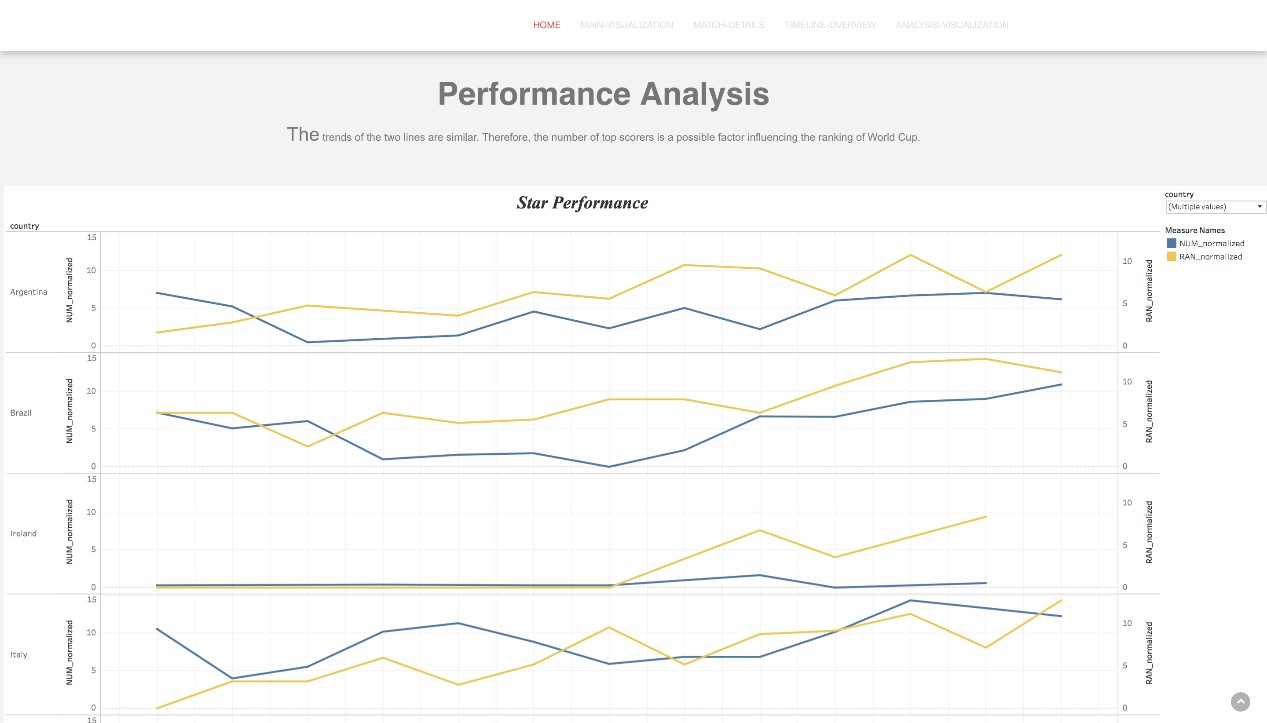 HOME MAIN-VISUALIZATION MATCH-DETAILS TIMELINE-OVERVIEW ANALYSIS-VISUALIZATION
Performance Analysis
The trends of the two lines are similar. Therefore, the number of top scorers is a possible factor influencing the ranking of World Cup.
Star Performance
country
(Multiple values)
Measure Names
NUM_normalized
RAN_normalized
country
Argentina
NUM_normalized
15
10
5
0
10
5
0
RAN_normalized
Brazil
NUM_normalized
15
10
5
0
10
5
0
RAN_normalized
Ireland
NUM_normalized
15
10
5
0
10
5
0
RAN_normalized
Italy
NUM_normalized
15
10
5
0
10
5
0
RAN_normalized
15